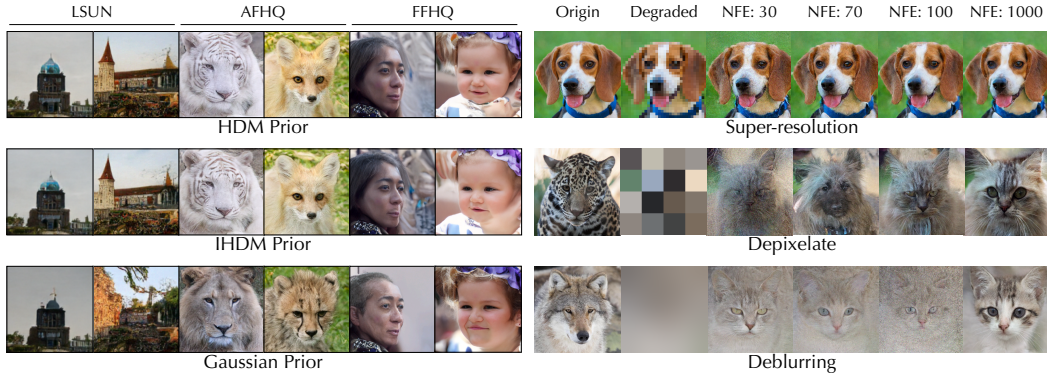 LSUN AFHQ FFHQ Origin Degraded NFE: 30 NFE: 70 NFE: 100 NFE: 1000
HDM Prior Super-resolution
IHDM Prior Depixelate
Gaussian Prior Deblurring